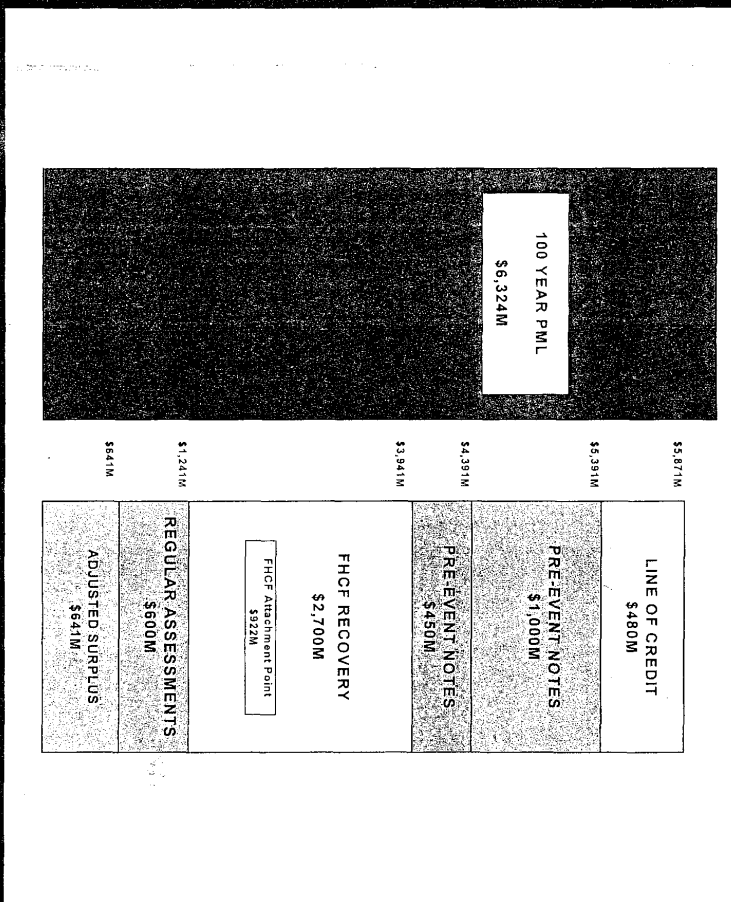 100 YEAR PML
$6,324M
$5,871M
$5,391M
$4,391M
$3,941M
$1,241M
$641M
LINE OF CREDIT
$480M
PRE-EVENT NOTES
$1,000M
PRE-EVENT NOTES
$450M
FHCF RECOVERY
$2,700M
FHCF Attachment Point
$922M
REGULAR ASSESSMENTS
$600M
ADJUSTED SURPLUS
$641M